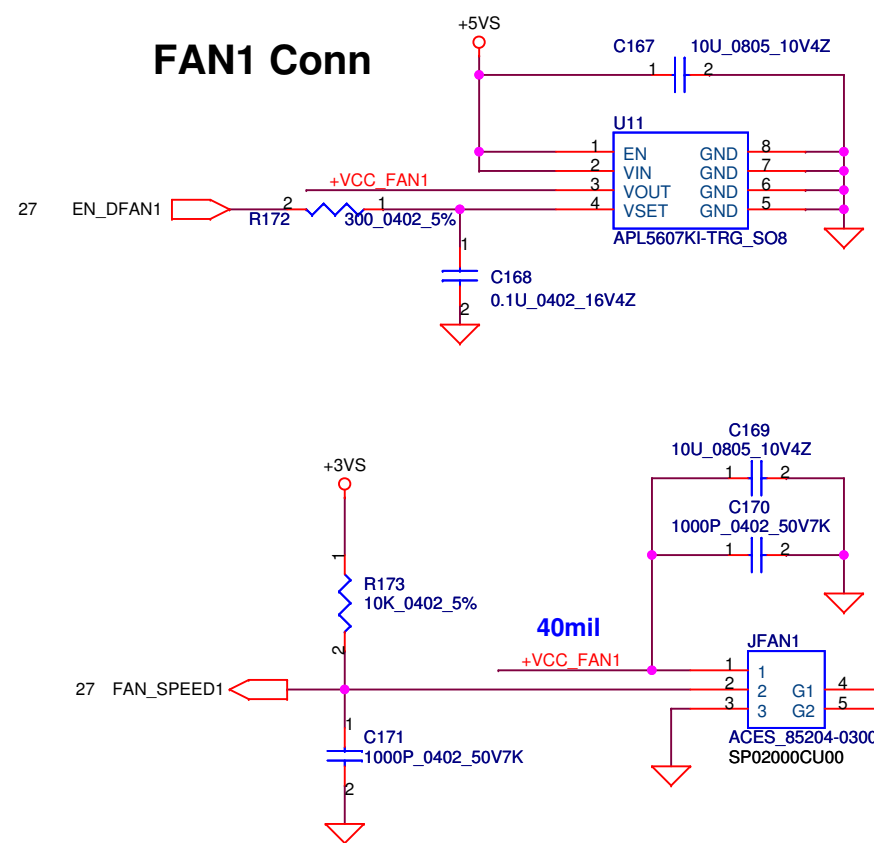 +5VS
FAN1 Conn
C167
10U_0805_10V4Z
1
2
U11
1
EN
GND
8
2
VIN
GND
7
+VCC_FAN1
3
VOUT
GND
6
27
EN_DFAN1
2
1
4
VSET
GND
5
R172
300_0402_5%
APL5607KI-TRG_SO8
1
C168
0.1U_0402_16V4Z
2
C169
10U_0805_10V4Z
+3VS
1
2
C170
1000P_0402_50V7K
1
2
1
R173
10K_0402_5%
2
40mil
JFAN1
+VCC_FAN1
1
1
27
FAN_SPEED1
2
2
G1
4
3
3
G2
5
1
C171
1000P_0402_50V7K
2
ACES_85204-0300
SP02000CU00